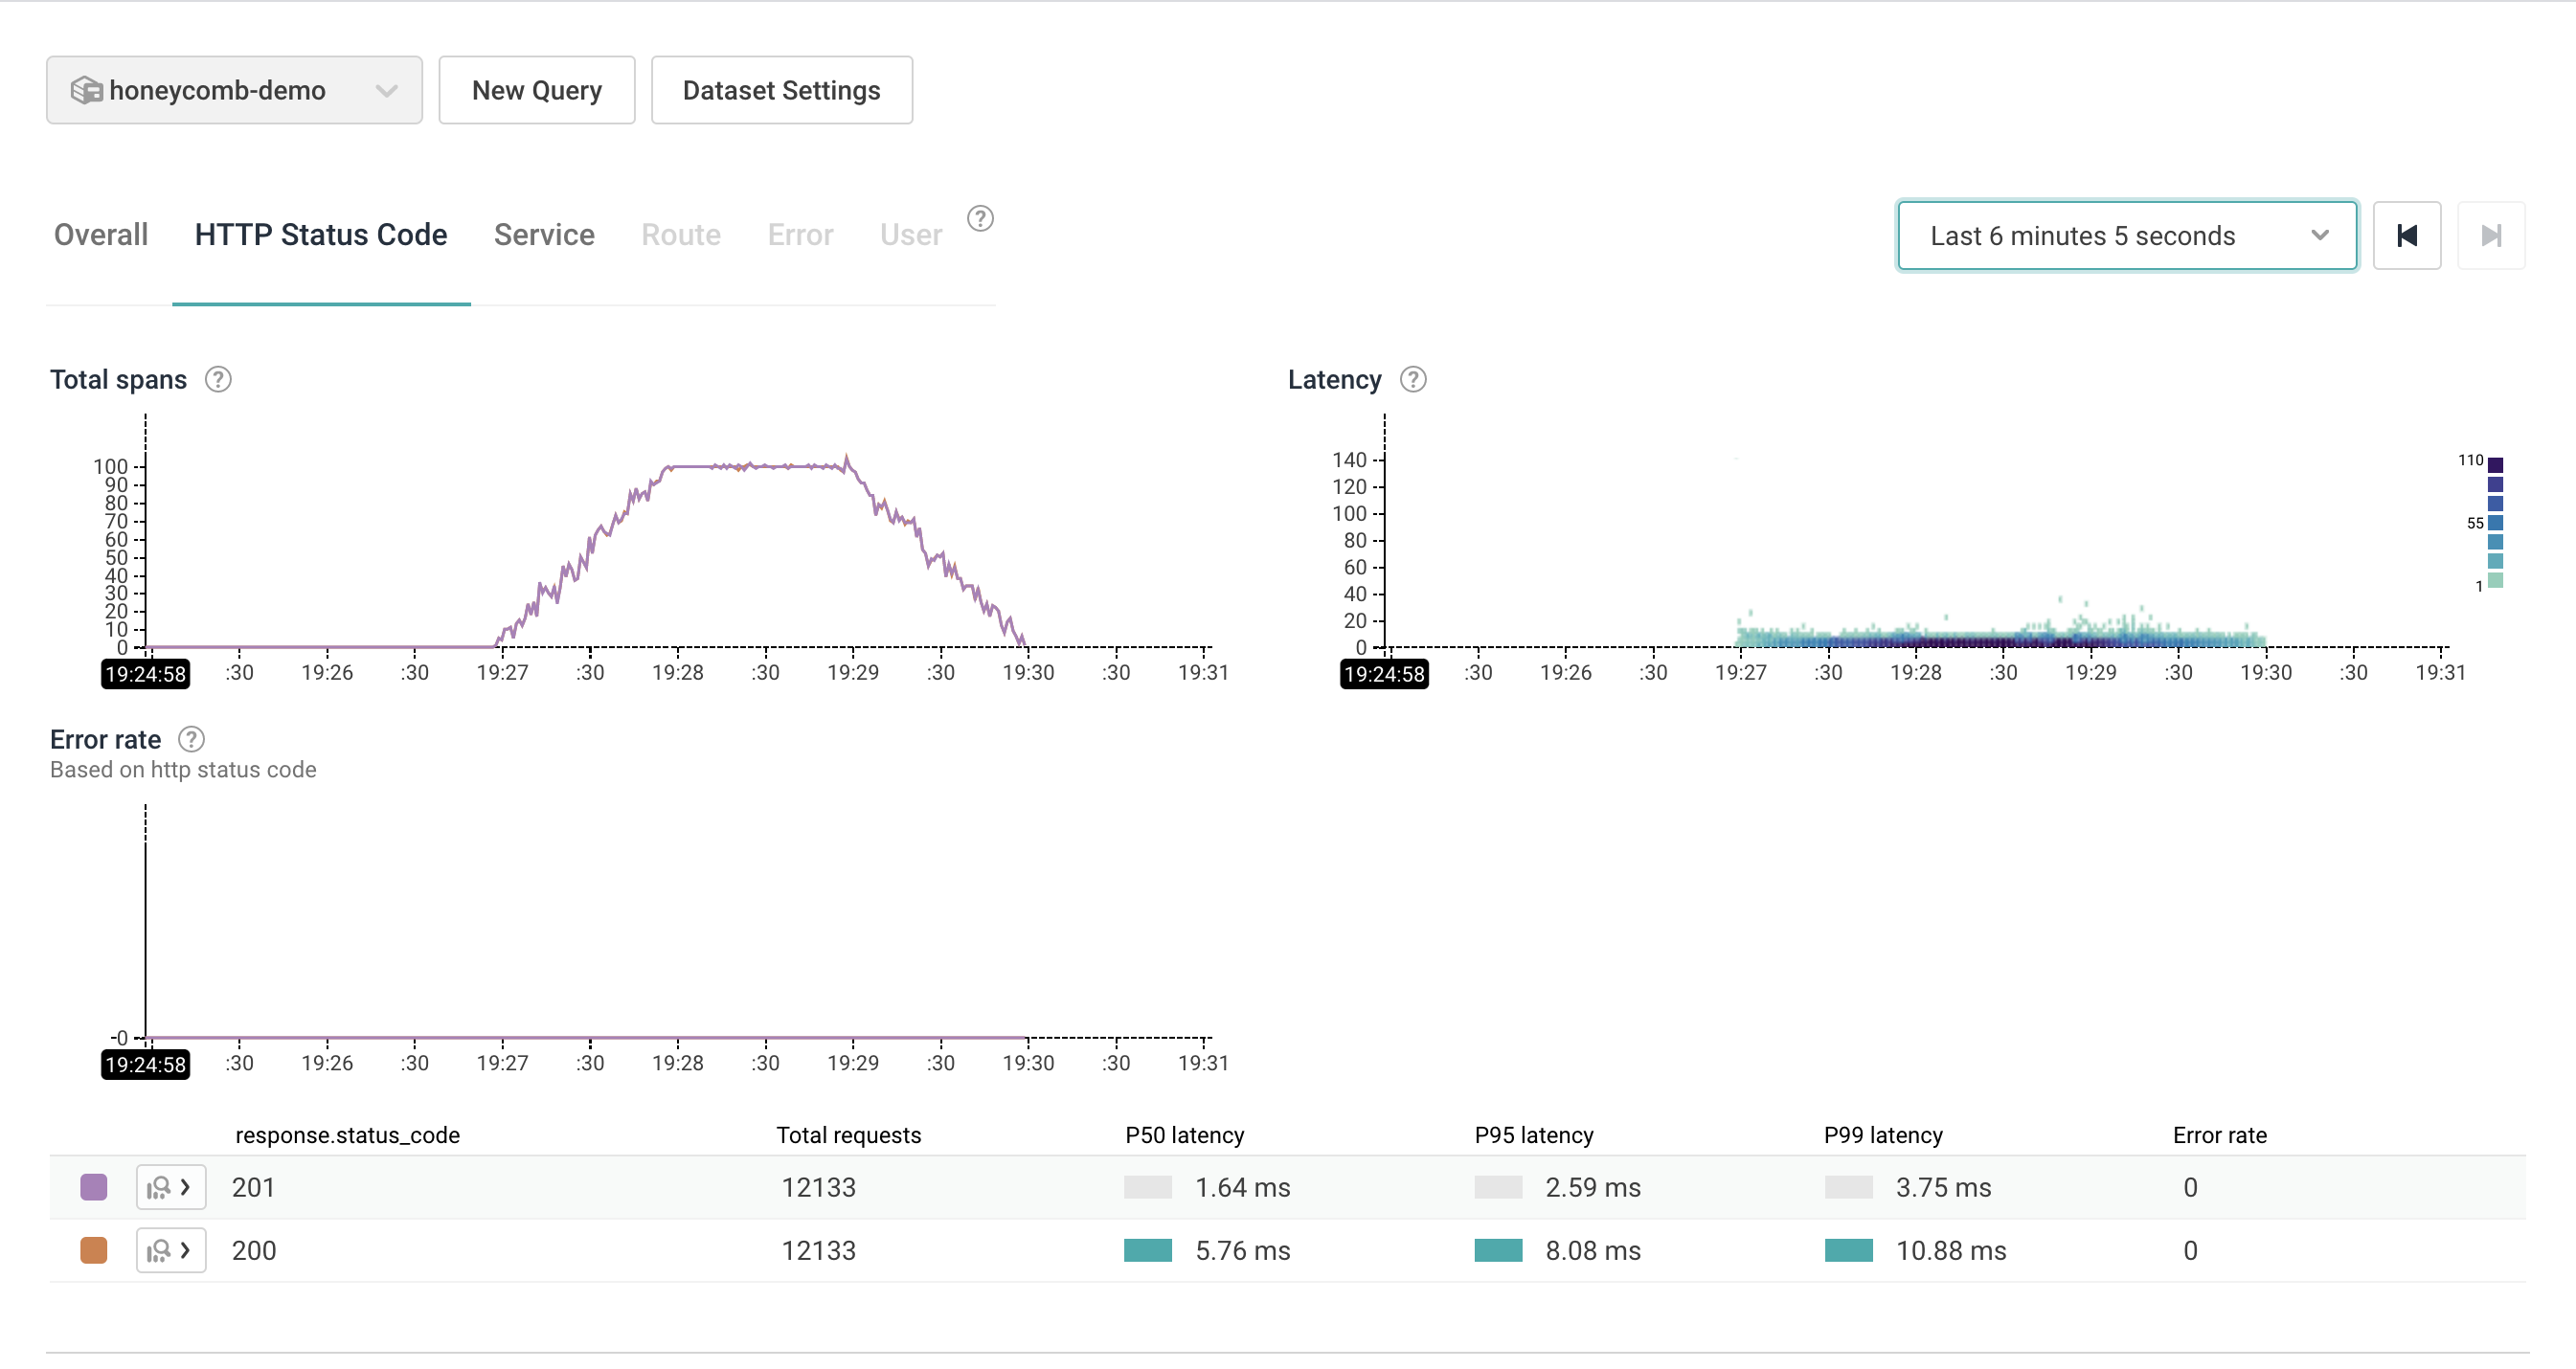 honeycomb-demo New Query Dataset Settings
Overall HTTP Status Code Service Route Error User ?
Last 6 minutes 5 seconds
Total spans ?
100
90
80
70
60
50
40
30
20
10
0
19:24:58 :30 19:26 :30 19:27 :30 19:28 :30 19:29 :30 19:30 :30 19:31
Latency ?
140
120
100
80
60
40
20
0
110
55
1
19:24:58 :30 19:26 :30 19:27 :30 19:28 :30 19:29 :30 19:30 :30 19:31
Error rate ?
Based on http status code
-0
19:24:58 :30 19:26 :30 19:27 :30 19:28 :30 19:29 :30 19:30 :30 19:31
response.status_code Total requests P50 latency P95 latency P99 latency Error rate
201 12133 1.64 ms 2.59 ms 3.75 ms 0
200 12133 5.76 ms 8.08 ms 10.88 ms 0